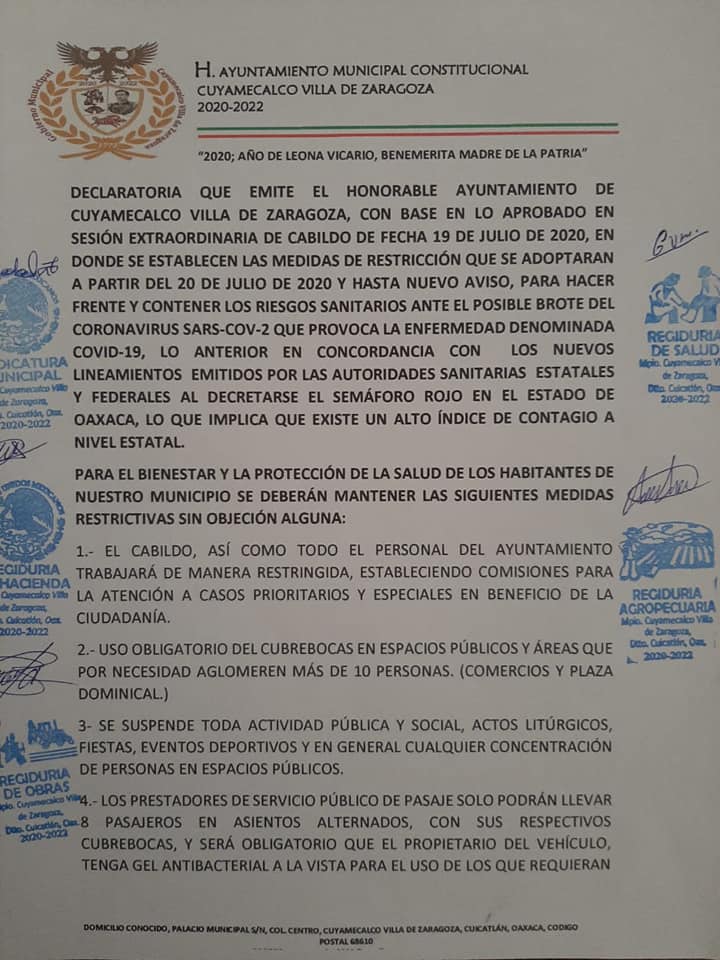 H. AYUNTAMIENTO MUNICIPAL CONSTITUCIONAL
CUYAMECALCO VILLA DE ZARAGOZA
2020-2022
Gobierno Municipal
Cuyamecalco Villa de Zaragoza
2020 2022
“2020; AÑO DE LEONA VICARIO, BENEMERITA MADRE DE LA PATRIA”
DECLARATORIA QUE EMITE EL HONORABLE AYUNTAMIENTO DE
CUYAMECALCO VILLA DE ZARAGOZA, CON BASE EN LO APROBADO EN
SESIÓN EXTRAORDINARIA DE CABILDO DE FECHA 19 DE JULIO DE 2020, EN
DONDE SE ESTABLECEN LAS MEDIDAS DE RESTRICCIÓN QUE SE ADOPTARAN
A PARTIR DEL 20 DE JULIO DE 2020 Y HASTA NUEVO AVISO, PARA HACER
FRENTE Y CONTENER LOS RIESGOS SANITARIOS ANTE EL POSIBLE BROTE DEL
CORONAVIRUS SARS-COV-2 QUE PROVOCA LA ENFERMEDAD DENOMINADA
COVID-19, LO ANTERIOR EN CONCORDANCIA CON LOS NUEVOS
LINEAMIENTOS EMITIDOS POR LAS AUTORIDADES SANITARIAS ESTATALES
Y FEDERALES AL DECRETARSE EL SEMÁFORO ROJO EN EL ESTADO DE
OAXACA, LO QUE IMPLICA QUE EXISTE UN ALTO ÍNDICE DE CONTAGIO A
NIVEL ESTATAL.
PARA EL BIENESTAR Y LA PROTECCIÓN DE LA SALUD DE LOS HABITANTES DE
NUESTRO MUNICIPIO SE DEBERÁN MANTENER LAS SIGUIENTES MEDIDAS
RESTRICTIVAS SIN OBJECIÓN ALGUNA:
1.- EL CABILDO, ASÍ COMO TODO EL PERSONAL DEL AYUNTAMIENTO
TRABAJARÁ DE MANERA RESTRINGIDA, ESTABLECIENDO COMISIONES PARA
LA ATENCIÓN A CASOS PRIORITARIOS Y ESPECIALES EN BENEFICIO DE LA
CIUDADANÍA.
2.- USO OBLIGATORIO DEL CUBREBOCAS EN ESPACIOS PÚBLICOS Y ÁREAS QUE
POR NECESIDAD AGLOMEREN MÁS DE 10 PERSONAS. (COMERCIOS Y PLAZA
DOMINICAL.)
3- SE SUSPENDE TODA ACTIVIDAD PÚBLICA Y SOCIAL, ACTOS LITÚRGICOS,
FIESTAS, EVENTOS DEPORTIVOS Y EN GENERAL CUALQUIER CONCENTRACIÓN
DE PERSONAS EN ESPACIOS PÚBLICOS.
4.- LOS PRESTADORES DE SERVICIO PÚBLICO DE PASAJE SOLO PODRÁN LLEVAR
8 PASAJEROS EN ASIENTOS ALTERNADOS, CON SUS RESPECTIVOS
CUBREBOCAS, Y SERÁ OBLIGATORIO QUE EL PROPIETARIO DEL VEHÍCULO,
TENGA GEL ANTIBACTERIAL A LA VISTA PARA EL USO DE LOS QUE REQUIERAN
DICATURA
UNICIPAL
Cuyamecalco Villa
de Zaragoza,
. Cuicatlán, Oax.
2020-2022
EGIDURIA
HACIENDA
Cuyamecalco Villa
de Zaragoza,
. Cuicatlán, Oax.
2020-2022
REGIDURIA
DE OBRAS
pio. Cuyamecalco Villa
de Zaragoza,
Dtto. Cuicatlán, Oax.
2020-2022
REGIDURIA
DE SALUD
Mpio. Cuyamecalco Villa
de Zaragoza,
Dtto. Cuicatlán, Oax.
2020-2022
REGIDURIA
AGROPECUARIA
Mpio. Cuyamecalco Villa
de Zaragoza,
Dtto. Cuicatlán, Oax.
2020-2022
DOMICILIO CONOCIDO, PALACIO MUNICIPAL S/N, COL. CENTRO, CUYAMECALCO VILLA DE ZARAGOZA, CUICATLÁN, OAXACA, CODIGO
POSTAL 68610